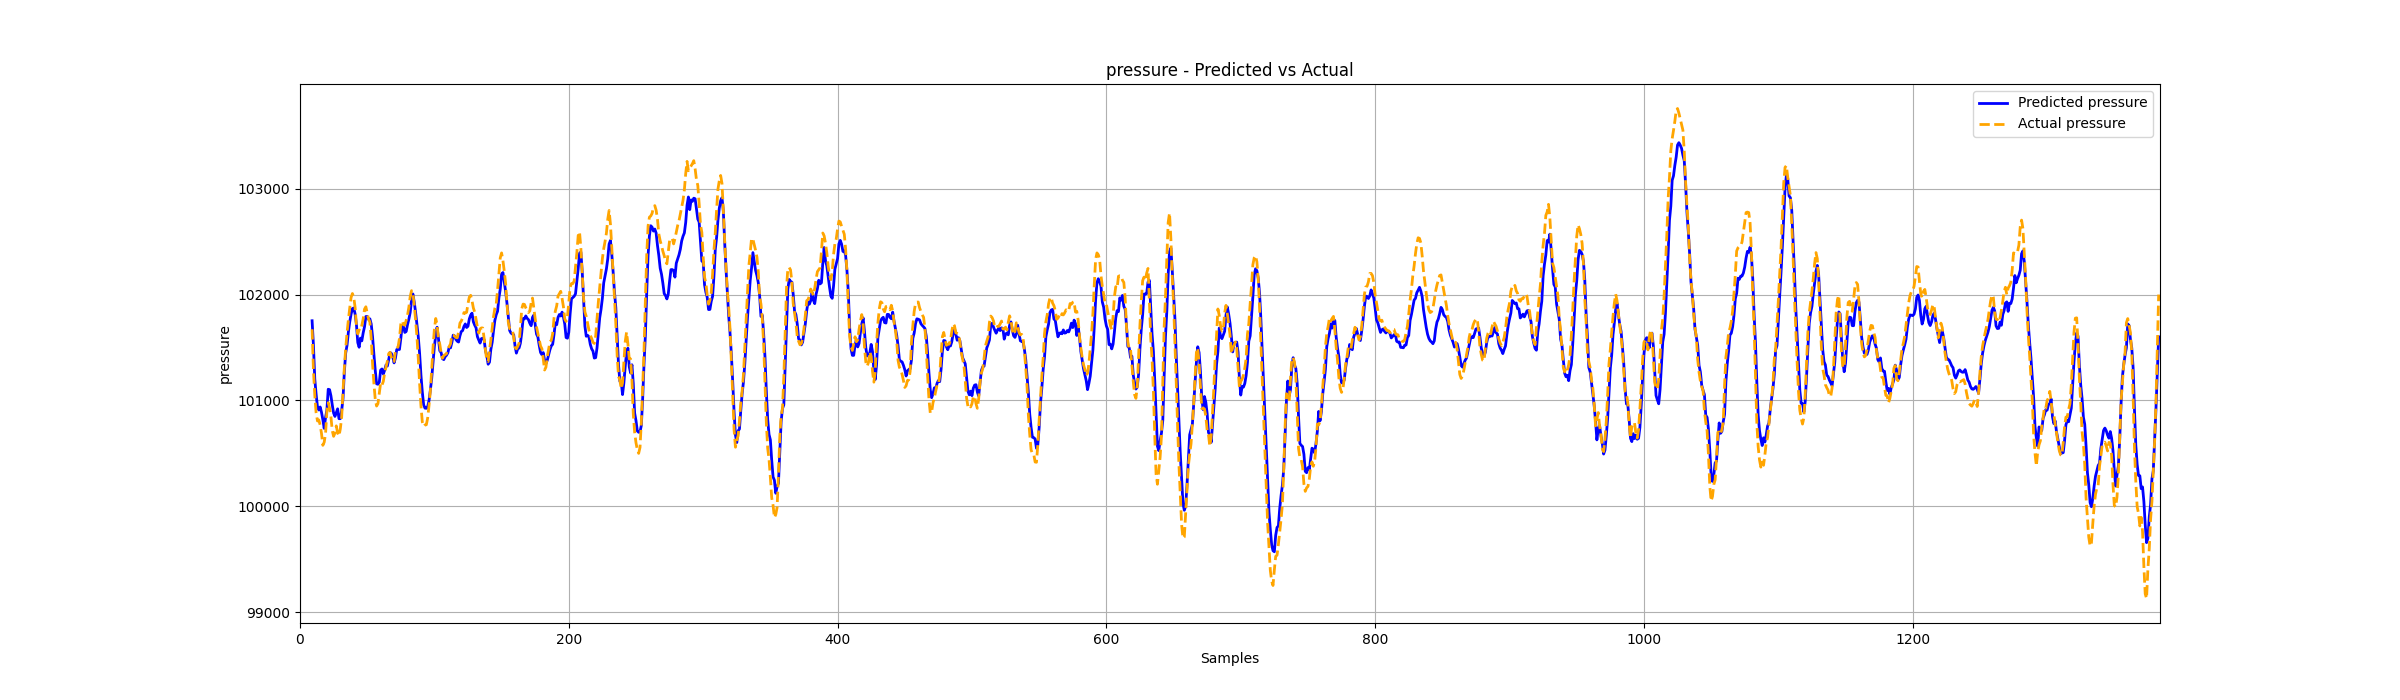 pressure - Predicted vs Actual
Predicted pressure
Actual pressure
103000
102000
101000
100000
99000
pressure
0
200
400
600
800
1000
1200
Samples